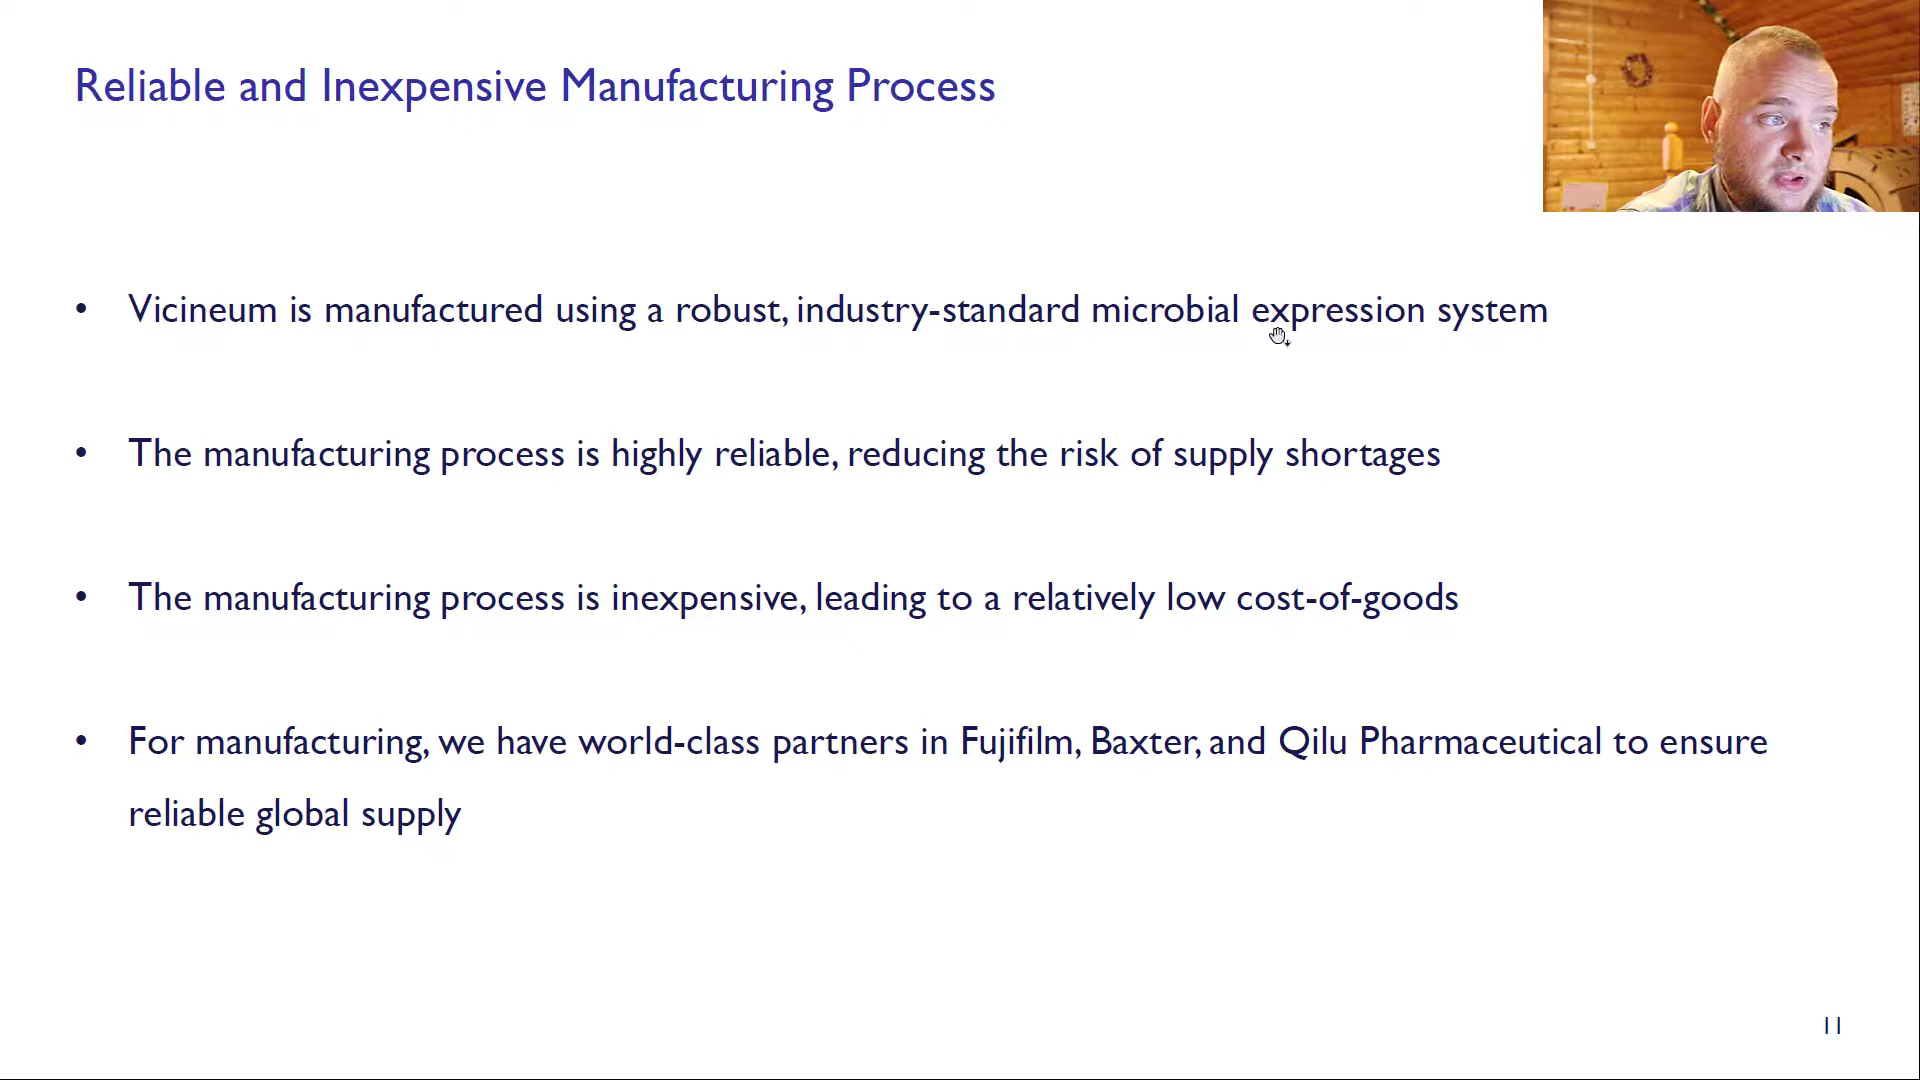 Reliable and Inexpensive Manufacturing Process
• Vicineum is manufactured using a robust, industry-standard microbial expression system
• The manufacturing process is highly reliable, reducing the risk of supply shortages
• The manufacturing process is inexpensive, leading to a relatively low cost-of-goods
• For manufacturing, we have world-class partners in Fujifilm, Baxter, and Qilu Pharmaceutical to ensure
reliable global supply
11